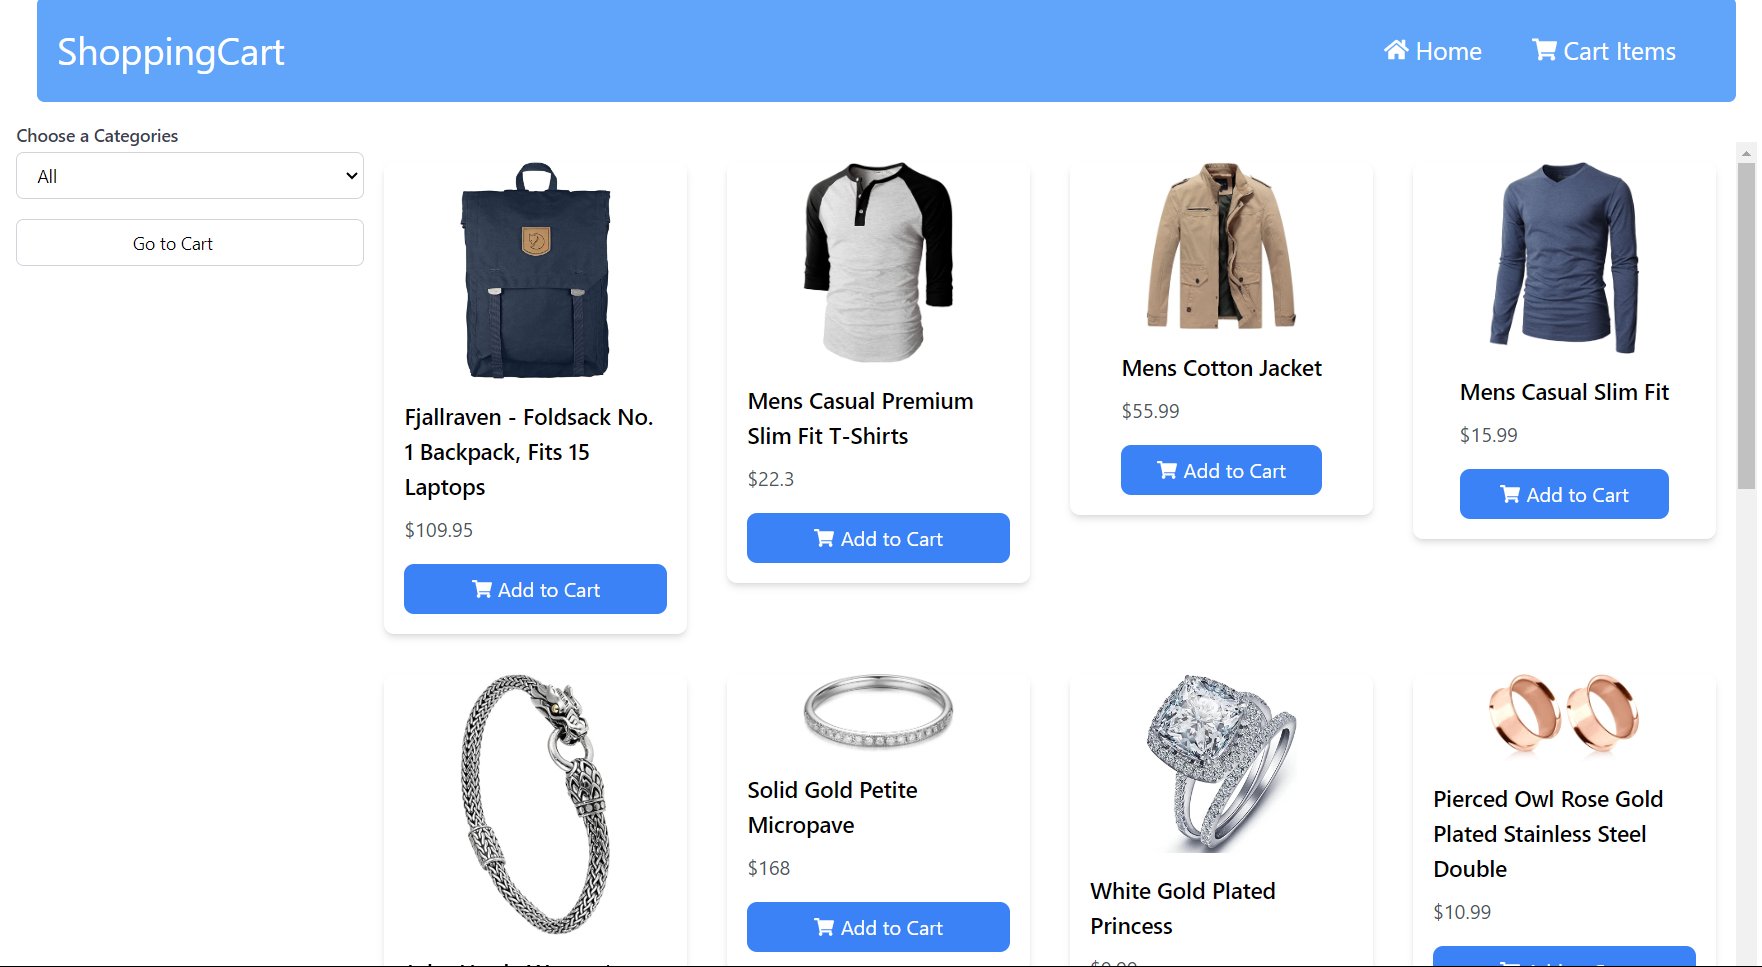 ShoppingCart
Home
Cart Items
Choose a Categories
All
Go to Cart
Fjallraven - Foldsack No.
1 Backpack, Fits 15
Laptops
$109.95
Add to Cart
Mens Casual Premium
Slim Fit T-Shirts
$22.3
Add to Cart
Mens Cotton Jacket
$55.99
Add to Cart
Mens Casual Slim Fit
$15.99
Add to Cart
Solid Gold Petite
Micropave
$168
Add to Cart
White Gold Plated
Princess
Pierced Owl Rose Gold
Plated Stainless Steel
Double
$10.99